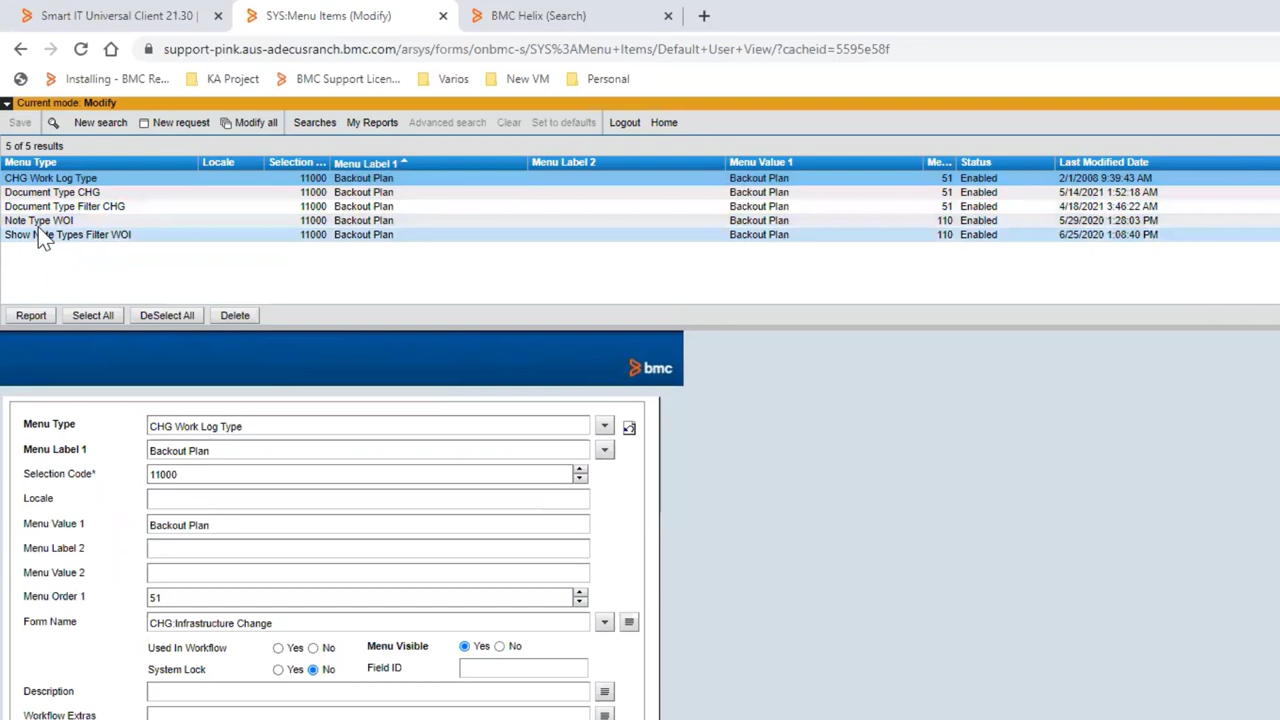 Smart IT Universal Client 21.30 |
SYS:Menu Items (Modify)
BMC Helix (Search)
support-pink.aus-adecusranch.bmc.com/arsys/forms/onbmc-s/SYS%3AMenu+Items/Default+User+View/?cacheid=5595e58f
Installing - BMC Re...
KA Project
BMC Support Licen...
Varios
New VM
Personal
Current mode: Modify
Save
New search
New request
Modify all
Searches
My Reports
Advanced search
Clear
Set to defaults
Logout
Home
5 of 5 results
Menu Type Locale Selection ... Menu Label 1 Menu Label 2 Menu Value 1 Me... Status Last Modified Date
CHG Work Log Type 11000 Backout Plan Backout Plan 51 Enabled 2/1/2008 9:39:43 AM
Document Type CHG 11000 Backout Plan Backout Plan 51 Enabled 5/14/2021 1:52:18 AM
Document Type Filter CHG 11000 Backout Plan Backout Plan 51 Enabled 4/18/2021 3:46:22 AM
Note Type WOI 11000 Backout Plan Backout Plan 110 Enabled 5/29/2020 1:28:03 PM
Show Note Types Filter WOI 11000 Backout Plan Backout Plan 110 Enabled 6/25/2020 1:08:40 PM
Report Select All DeSelect All Delete
bmc
Menu Type CHG Work Log Type
Menu Label 1 Backout Plan
Selection Code* 11000
Locale
Menu Value 1 Backout Plan
Menu Label 2
Menu Value 2
Menu Order 1 51
Form Name CHG:Infrastructure Change
Used In Workflow Yes No Menu Visible Yes No
System Lock Yes No Field ID
Description
Workflow Extras